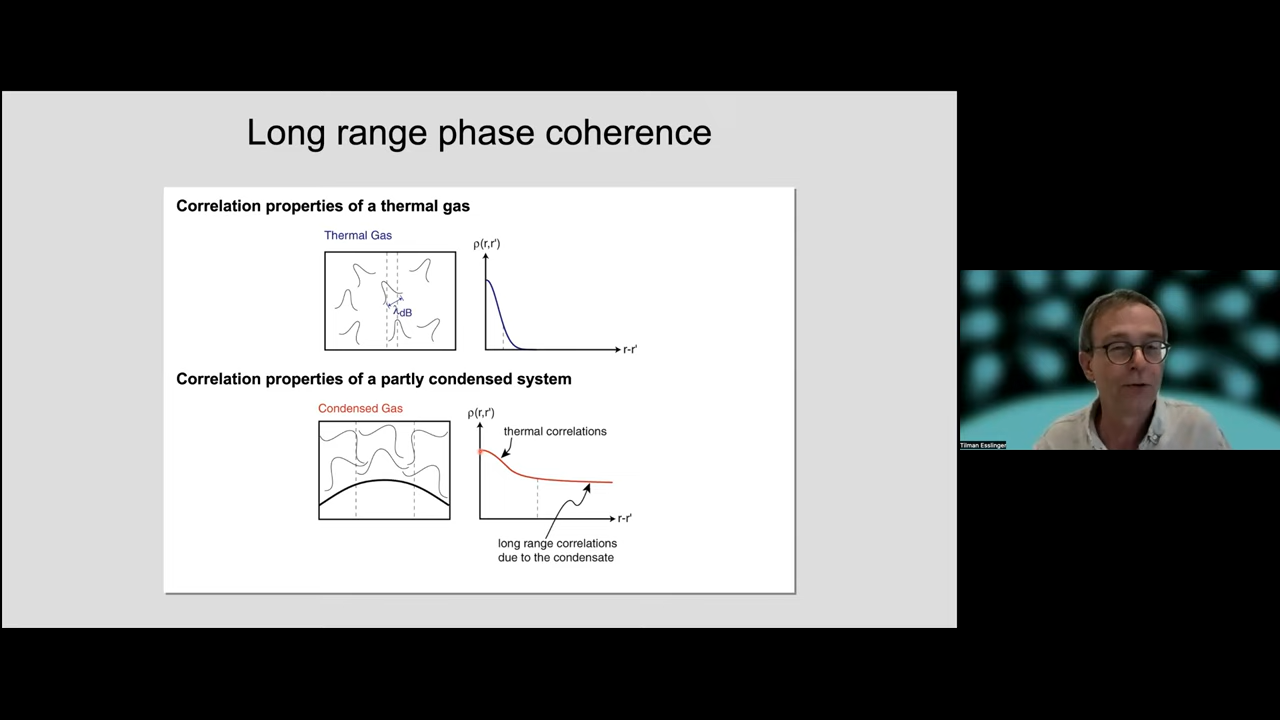 Long range phase coherence
Correlation properties of a thermal gas
Thermal Gas
ρ(r,r')
λdB
r-r'
Correlation properties of a partly condensed system
Condensed Gas
ρ(r,r')
thermal correlations
r-r'
long range correlations
due to the condensate
Tilman Esslinger